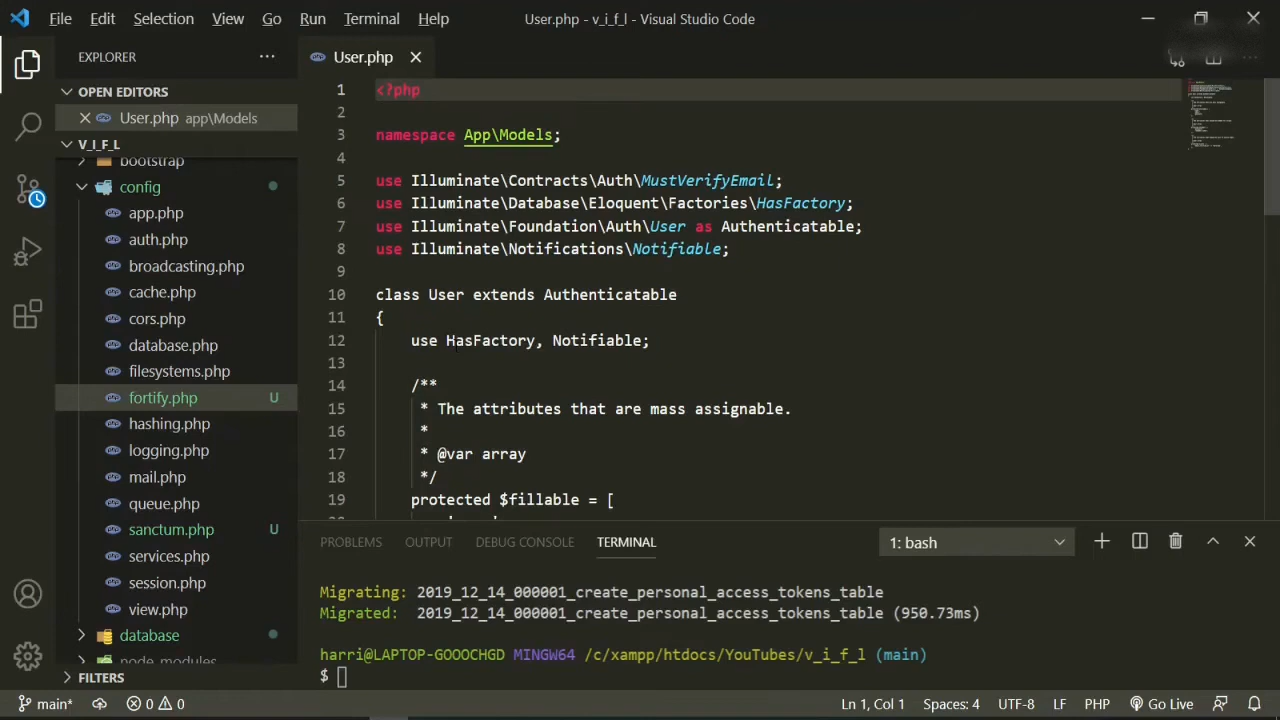 File Edit Selection View Go Run Terminal Help
User.php - v_i_f_l - Visual Studio Code
EXPLORER
OPEN EDITORS
User.php app\Models
V_I_F_L
bootstrap
config
app.php
auth.php
broadcasting.php
cache.php
cors.php
database.php
filesystems.php
fortify.php U
hashing.php
logging.php
mail.php
queue.php
sanctum.php U
services.php
session.php
view.php
database
node_modules
FILTERS
User.php
1 <?php
2
3 namespace App\Models;
4
5 use Illuminate\Contracts\Auth\MustVerifyEmail;
6 use Illuminate\Database\Eloquent\Factories\HasFactory;
7 use Illuminate\Foundation\Auth\User as Authenticatable;
8 use Illuminate\Notifications\Notifiable;
9
10 class User extends Authenticatable
11 {
12 use HasFactory, Notifiable;
13
14 /**
15 * The attributes that are mass assignable.
16 *
17 * @var array
18 */
19 protected $fillable = [
PROBLEMS OUTPUT DEBUG CONSOLE TERMINAL
1: bash
Migrating: 2019_12_14_000001_create_personal_access_tokens_table
Migrated: 2019_12_14_000001_create_personal_access_tokens_table (950.73ms)
harri@LAPTOP-GOOOCHGD MINGW64 /c/xampp/htdocs/YouTubes/v_i_f_l (main)
$
main* 0 0 Ln 1, Col 1 Spaces: 4 UTF-8 LF PHP Go Live